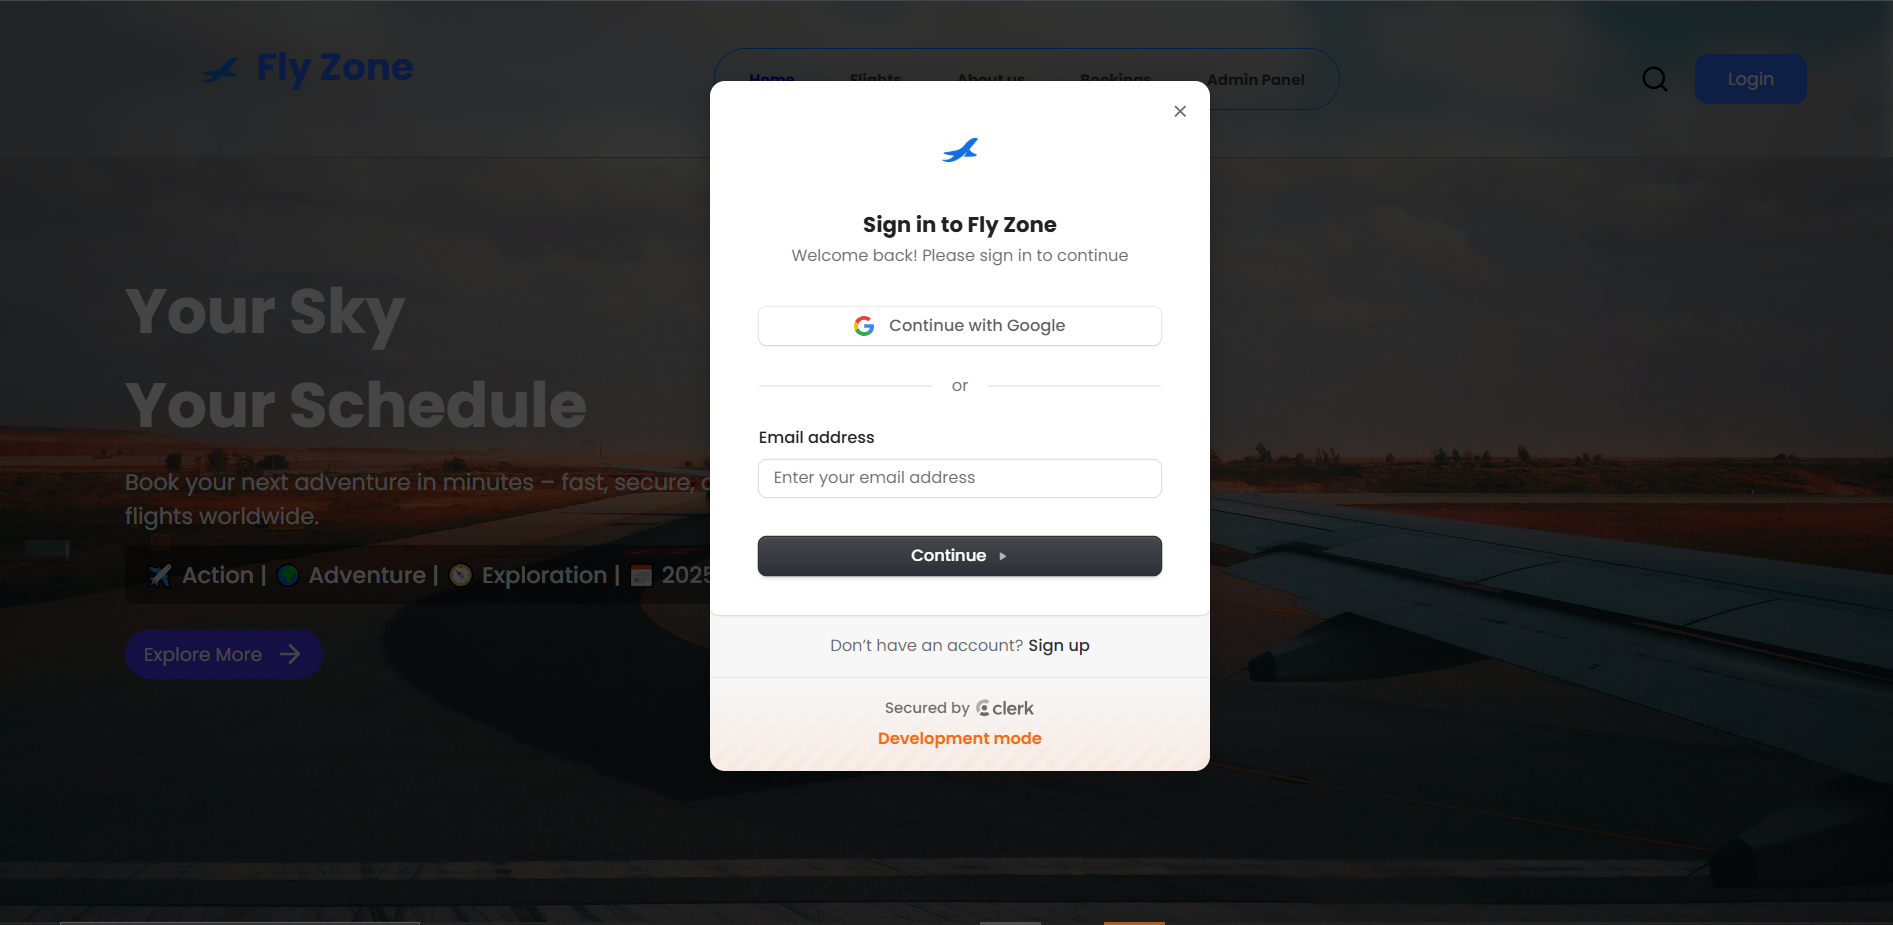 Fly Zone
Home Flights About us Bookings Admin Panel
Login
Your Sky
Your Schedule
Book your next adventure in minutes – fast, secure,
flights worldwide.
Action | Adventure | Exploration | 2025
Explore More
Sign in to Fly Zone
Welcome back! Please sign in to continue
Continue with Google
or
Email address
Enter your email address
Continue
Don't have an account? Sign up
Secured by clerk
Development mode